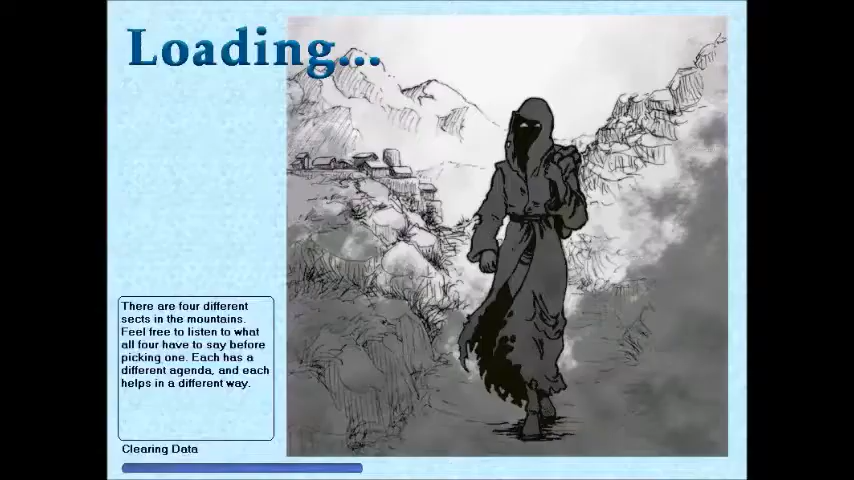 Loading...
There are four different
sects in the mountains.
Feel free to listen to what
all four have to say before
picking one. Each has a
different agenda, and each
helps in a different way.
Clearing Data